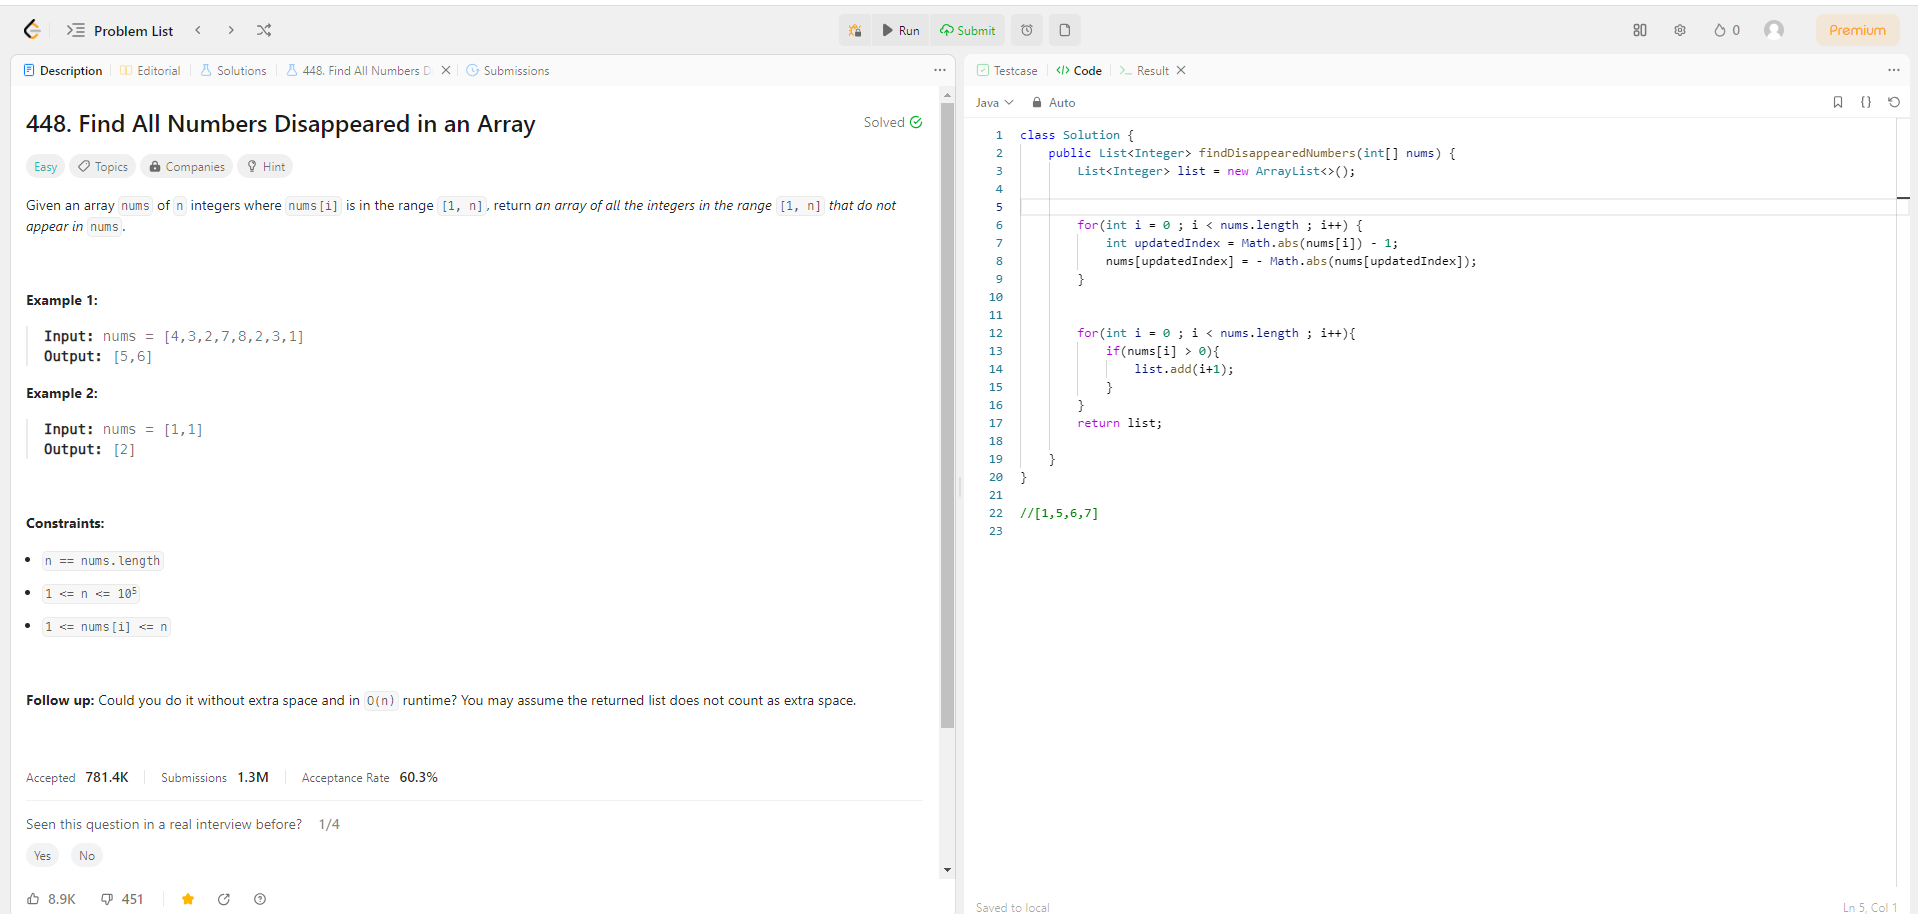 Problem List
Run
Submit
0
Premium
Description
Editorial
Solutions
448. Find All Numbers D
Submissions
448. Find All Numbers Disappeared in an Array
Solved
Easy
Topics
Companies
Hint
Given an array nums of n integers where nums[i] is in the range [1, n], return an array of all the integers in the range [1, n] that do not
appear in nums.
Example 1:
Input: nums = [4,3,2,7,8,2,3,1]
Output: [5,6]
Example 2:
Input: nums = [1,1]
Output: [2]
Constraints:
n == nums.length
1 <= n <= 10⁵
1 <= nums[i] <= n
Follow up: Could you do it without extra space and in O(n) runtime? You may assume the returned list does not count as extra space.
Accepted 781.4K
Submissions 1.3M
Acceptance Rate 60.3%
Seen this question in a real interview before? 1/4
Yes
No
8.9K
451
Testcase
</> Code
>_ Result
Java
Auto
{}
1 class Solution {
2     public List<Integer> findDisappearedNumbers(int[] nums) {
3         List<Integer> list = new ArrayList<>();
4
5
6         for(int i = 0 ; i < nums.length ; i++) {
7             int updatedIndex = Math.abs(nums[i]) - 1;
8             nums[updatedIndex] = - Math.abs(nums[updatedIndex]);
9         }
10
11
12         for(int i = 0 ; i < nums.length ; i++){
13             if(nums[i] > 0){
14                 list.add(i+1);
15             }
16         }
17         return list;
18
19     }
20 }
21
22 //[1,5,6,7]
23
Saved to local
Ln 5, Col 1